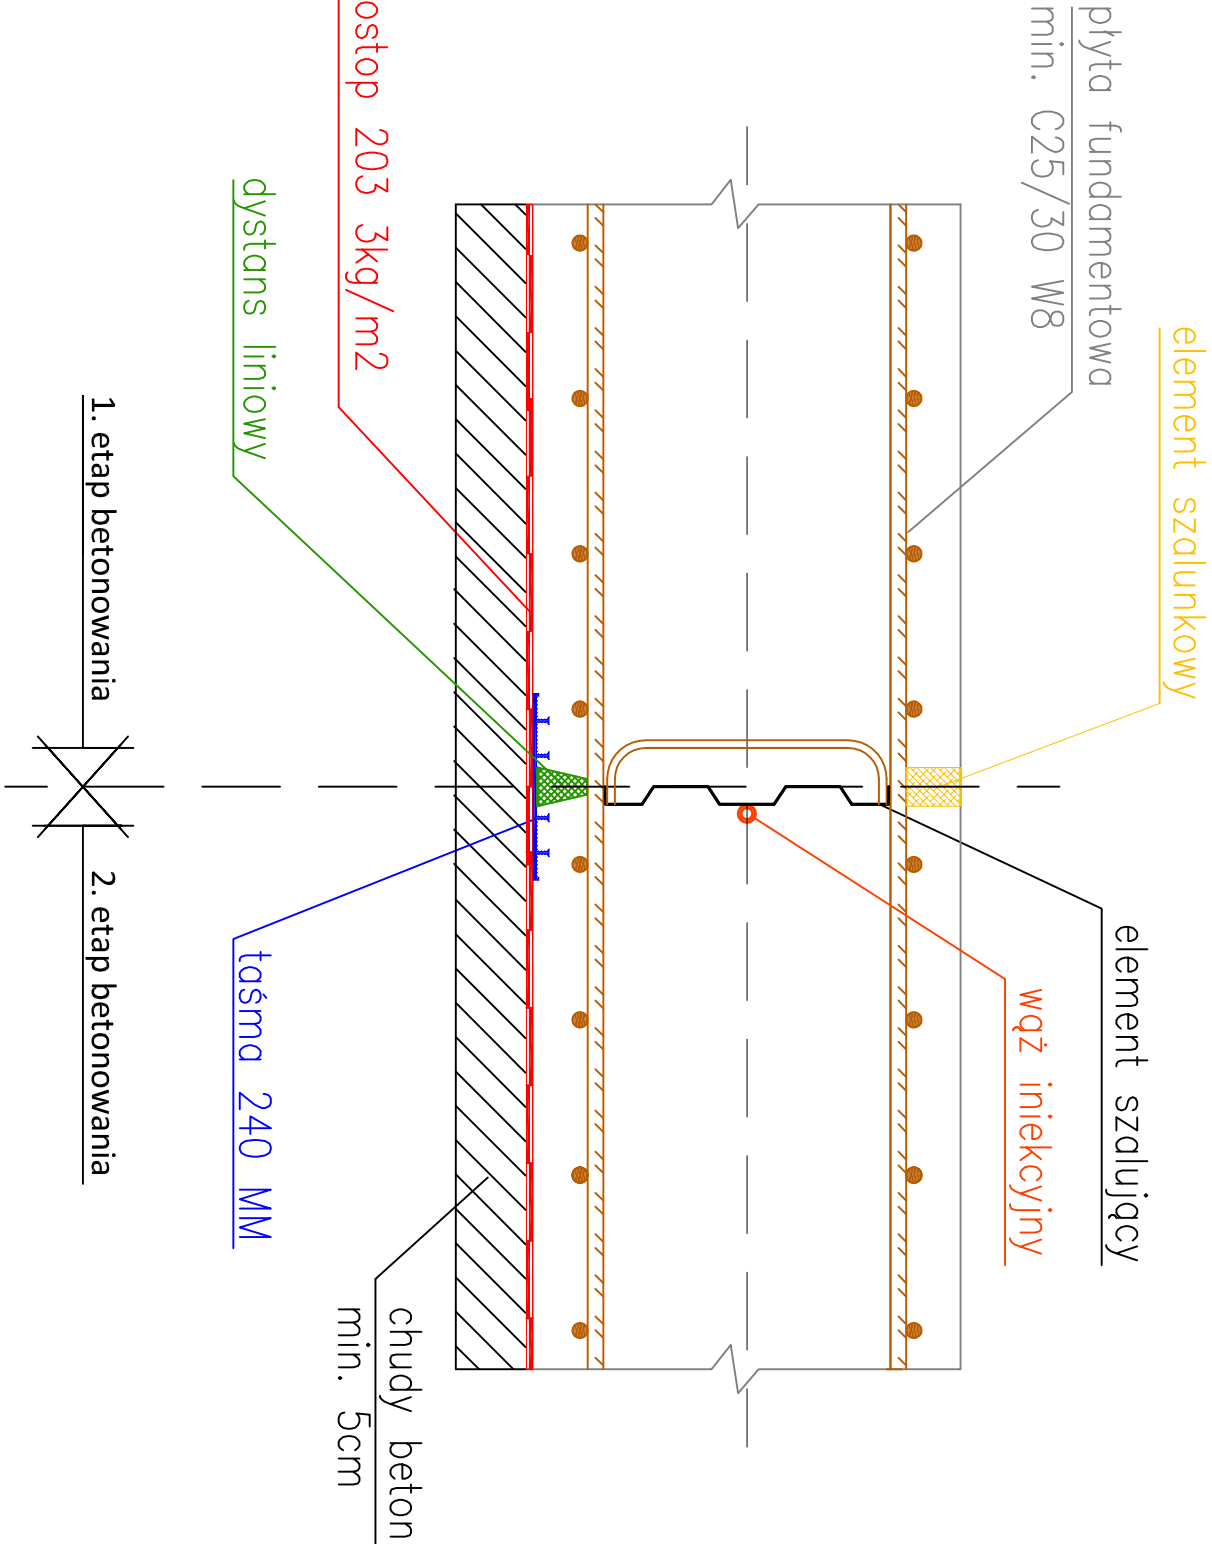 element szalunkowy
płyta fundamentowa
min. C25/30 W8
element szalujący
wąż iniekcyjny
ostop 203 3kg/m2
chudy beton
min. 5cm
dystans liniowy
taśma 240 MM
1. etap betonowania
2. etap betonowania